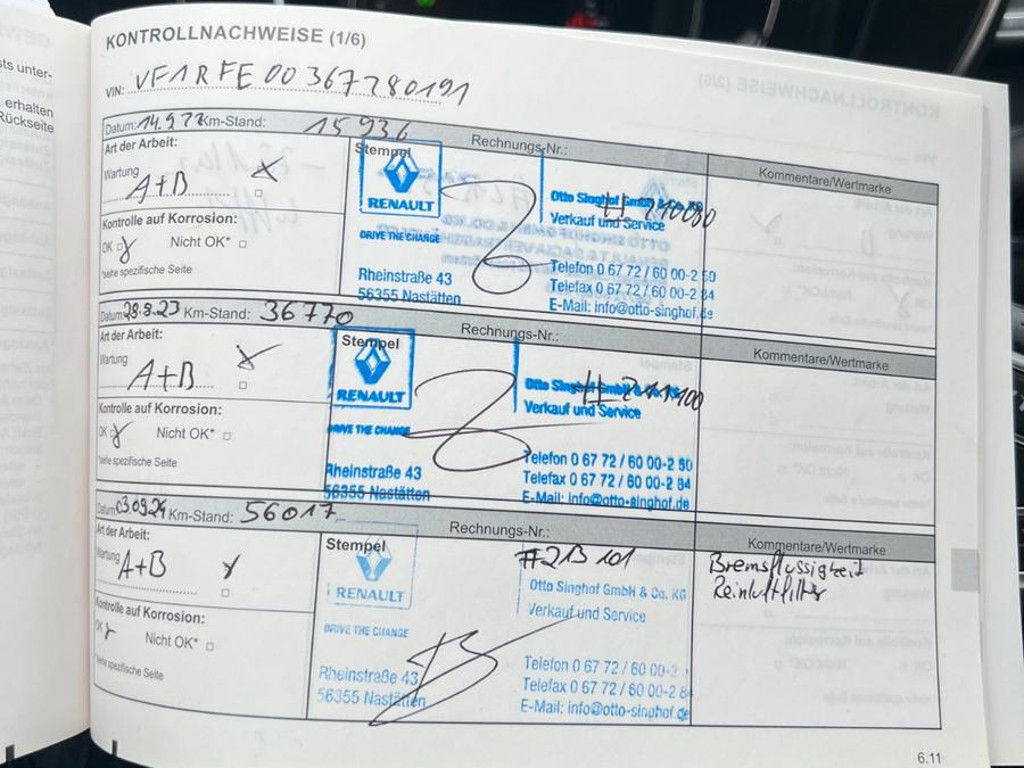 sts unter-
erhalten
Rückseite
KONTROLLNACHWEISE (1/6)
VIN: VF1RFE00367280191
Datum: 14.9.22 Km-Stand: 15936
Rechnungs-Nr.:
Kommentare/Wertmarke
Art der Arbeit:
Wartung
A+B
Kontrolle auf Korrosion:
OK Nicht OK*
*siehe spezifische Seite
Stempel
RENAULT
DRIVE THE CHANGE
Rheinstraße 43
56355 Nastätten
#210080
Otto Singhof GmbH & Co. KG
Verkauf und Service
Telefon 0 67 72 / 60 00-2 80
Telefax 0 67 72 / 60 00-2 84
E-Mail: info@otto-singhof.de
Datum: 28.8.23 Km-Stand: 36770
Rechnungs-Nr.:
Kommentare/Wertmarke
Art der Arbeit:
Wartung
A+B
Kontrolle auf Korrosion:
OK Nicht OK*
*siehe spezifische Seite
Stempel
RENAULT
DRIVE THE CHANGE
Rheinstraße 43
56355 Nastätten
#211100
Otto Singhof GmbH & Co. KG
Verkauf und Service
Telefon 0 67 72 / 60 00-2 80
Telefax 0 67 72 / 60 00-2 84
E-Mail: info@otto-singhof.de
Datum: 03.09.24 Km-Stand: 56017
Rechnungs-Nr.:
Kommentare/Wertmarke
Art der Arbeit:
Wartung
A+B
Kontrolle auf Korrosion:
OK Nicht OK*
*siehe spezifische Seite
Stempel
RENAULT
DRIVE THE CHANGE
Rheinstraße 43
56355 Nastätten
#213101
Otto Singhof GmbH & Co. KG
Verkauf und Service
Telefon 0 67 72 / 60 00-2
Telefax 0 67 72 / 60 00-2 8
E-Mail: info@otto-singhof.de
Bremsflüssigkeit
Reinluftfilter
6.11